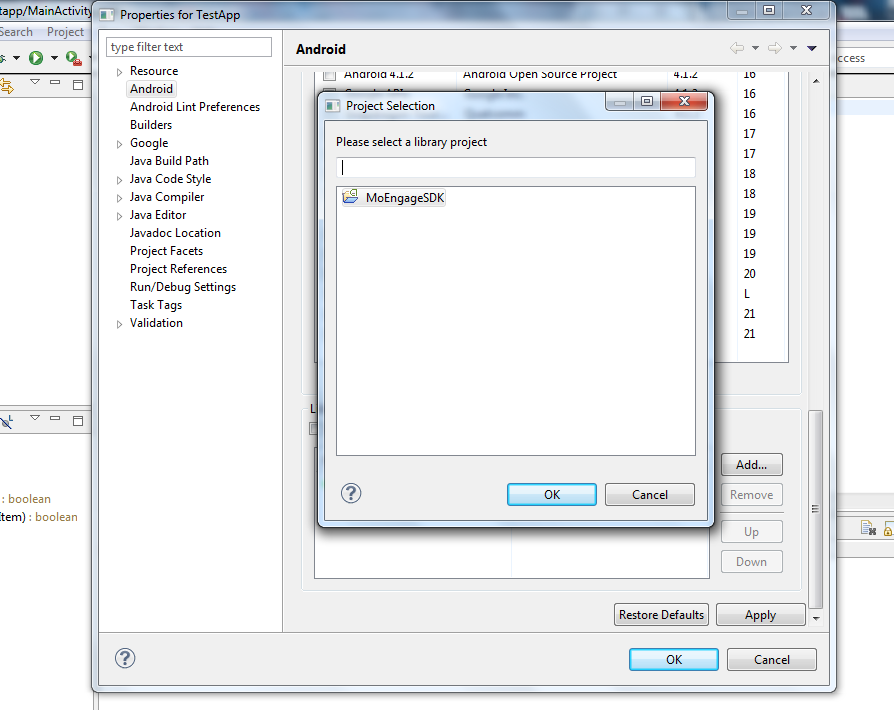 tapp/MainActivity
Properties for TestApp
Search Project
type filter text
Android
Resource
Android
Android Lint Preferences
Builders
Google
Java Build Path
Java Code Style
Java Compiler
Java Editor
Javadoc Location
Project Facets
Project References
Run/Debug Settings
Task Tags
Validation
Android 4.1.2 Android Open Source Project 4.1.2 16
16
16
17
17
18
18
19
19
19
20
L
21
21
Project Selection
Please select a library project
MoEngageSDK
OK
Cancel
Add...
Remove
Up
Down
Restore Defaults
Apply
OK
Cancel
ccess
: boolean
Item) : boolean